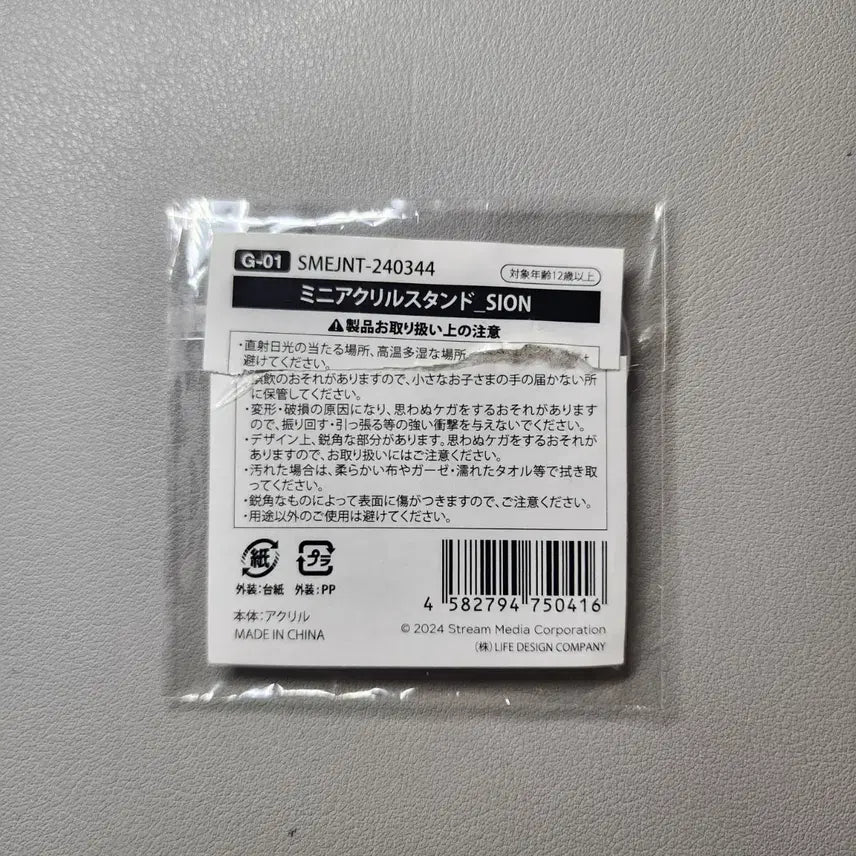 G-01 SMEJNT-240344
対象年齢12歳以上
ミニアクリルスタンド_SION
製品お取り扱い上の注意
・直射日光の当たる場所、高温多湿な場所
避けてください。
飲のおそれがありますので、小さなお子さまの手の届かない所
に保管してください。
・変形・破損の原因になり、思わぬケガをするおそれがあります
ので、振り回す・引っ張る等の強い衝撃を与えないでください。
・デザイン上、鋭角な部分があります。思わぬケガをするおそれが
ありますので、お取り扱いにはご注意ください。
・汚れた場合は、柔らかい布やガーゼ・濡れたタオル等で拭き取
ってください。
・鋭角なものによって表面に傷がつきますので、ご注意ください。
・用途以外のご使用は避けてください。
紙 プラ
外装:台紙 外装:PP
4 582794 750416
本体:アクリル
MADE IN CHINA
© 2024 Stream Media Corporation
(株) LIFE DESIGN COMPANY